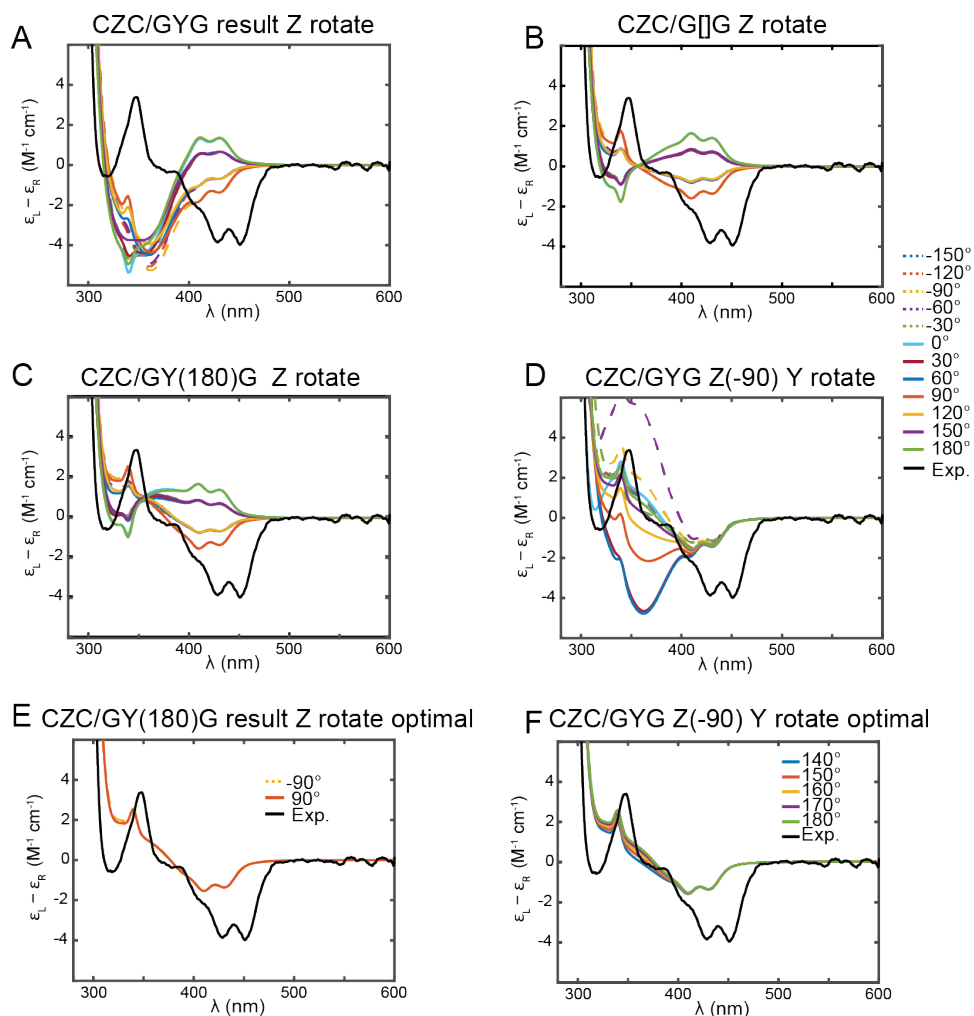 A CZC/GYG result Z rotate
4
2
0
-2
-4
εL − εR (M-1 cm-1)
300 400 500 600
λ (nm)
B CZC/G[]G Z rotate
4
2
0
-2
-4
εL − εR (M-1 cm-1)
300 400 500 600
λ (nm)
-150°
-120°
-90°
-60°
-30°
0°
30°
60°
90°
120°
150°
180°
Exp.
C CZC/GY(180)G Z rotate
4
2
0
-2
-4
εL − εR (M-1 cm-1)
300 400 500 600
λ (nm)
D CZC/GYG Z(-90) Y rotate
4
2
0
-2
-4
εL − εR (M-1 cm-1)
300 400 500 600
λ (nm)
E CZC/GY(180)G result Z rotate optimal
-90°
90°
Exp.
4
2
0
-2
-4
εL − εR (M-1 cm-1)
300 400 500 600
λ (nm)
F CZC/GYG Z(-90) Y rotate optimal
140°
150°
160°
170°
180°
Exp.
4
2
0
-2
-4
εL − εR (M-1 cm-1)
300 400 500 600
λ (nm)